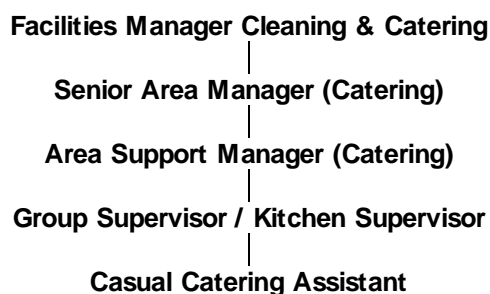 Facilities Manager Cleaning & Catering
Senior Area Manager (Catering)
Area Support Manager (Catering)
Group Supervisor / Kitchen Supervisor
Casual Catering Assistant